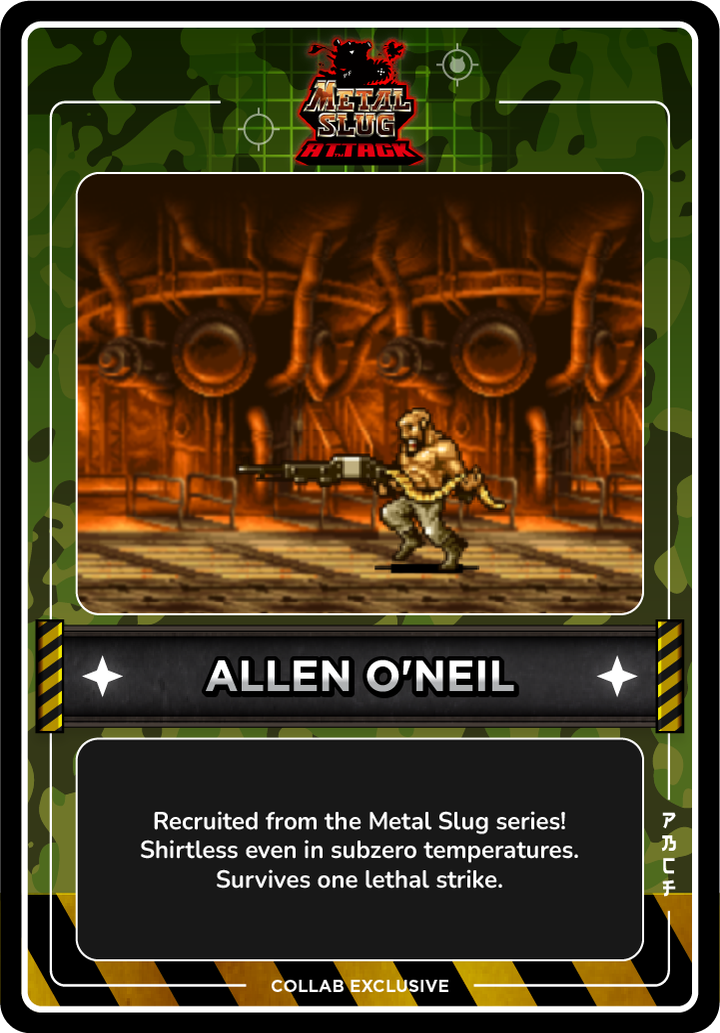 METAL
SLUG
ATTACK
ALLEN O'NEIL
Recruited from the Metal Slug series!
Shirtless even in subzero temperatures.
Survives one lethal strike.
COLLAB EXCLUSIVE